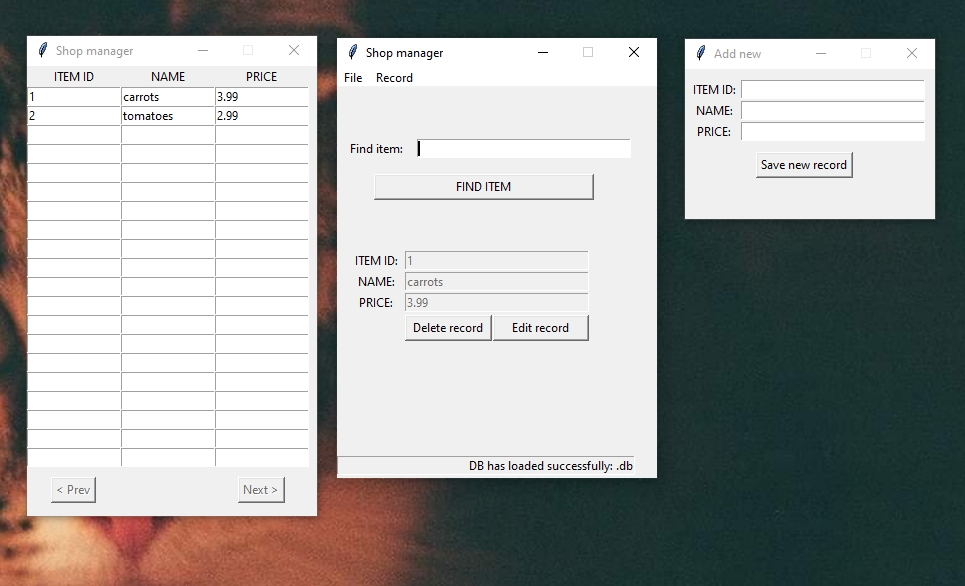 Shop manager
ITEM ID NAME PRICE
1 carrots 3.99
2 tomatoes 2.99
< Prev Next >
Shop manager
File Record
Find item:
FIND ITEM
ITEM ID: 1
NAME: carrots
PRICE: 3.99
Delete record Edit record
DB has loaded successfully: .db
Add new
ITEM ID:
NAME:
PRICE:
Save new record